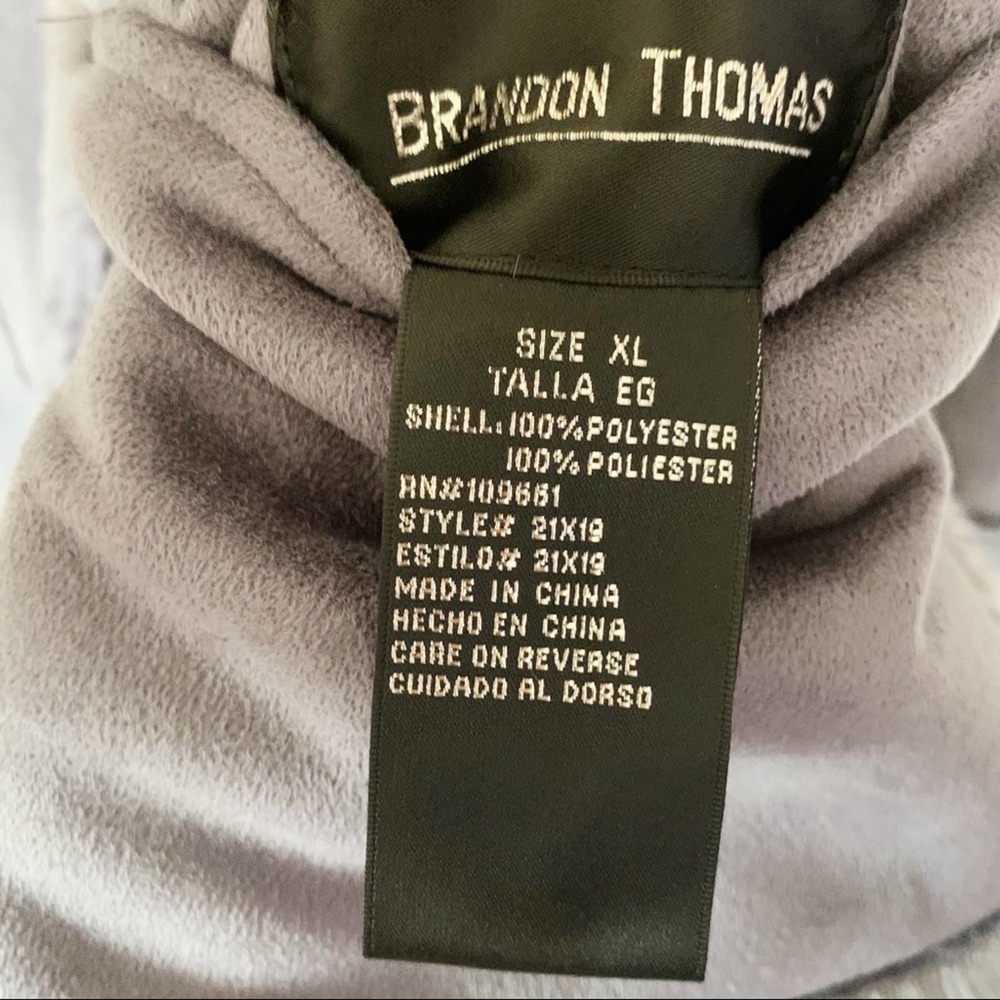 BRANDON THOMAS
SIZE XL
TALLA EG
SHELL: 100% POLYESTER
100% POLIESTER
RN#109661
STYLE# 21X19
ESTILO# 21X19
MADE IN CHINA
HECHO EN CHINA
CARE ON REVERSE
CUIDADO AL DORSO